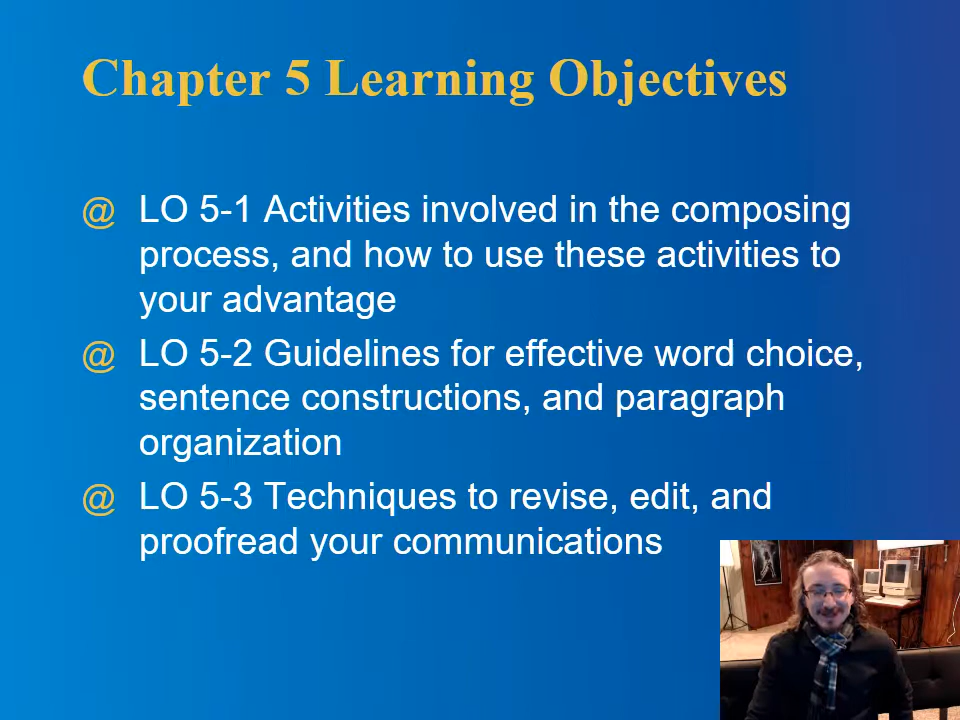 Chapter 5 Learning Objectives
@ LO 5-1 Activities involved in the composing
process, and how to use these activities to
your advantage
@ LO 5-2 Guidelines for effective word choice,
sentence constructions, and paragraph
organization
@ LO 5-3 Techniques to revise, edit, and
proofread your communications